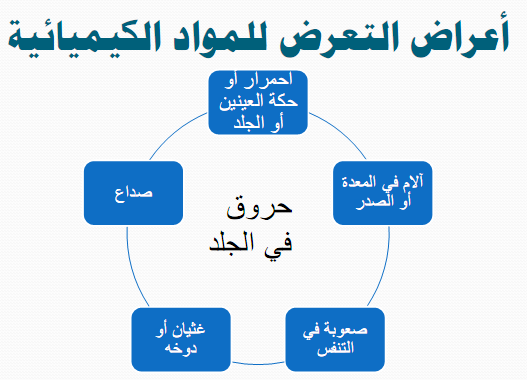 أعراض التعرض للمواد الكيميائية
احمرار أو
حكة العينين
أو الجلد
آلام في المعدة
أو الصدر
صعوبة في
التنفس
غثيان أو
دوخه
صداع
حروق
في الجلد